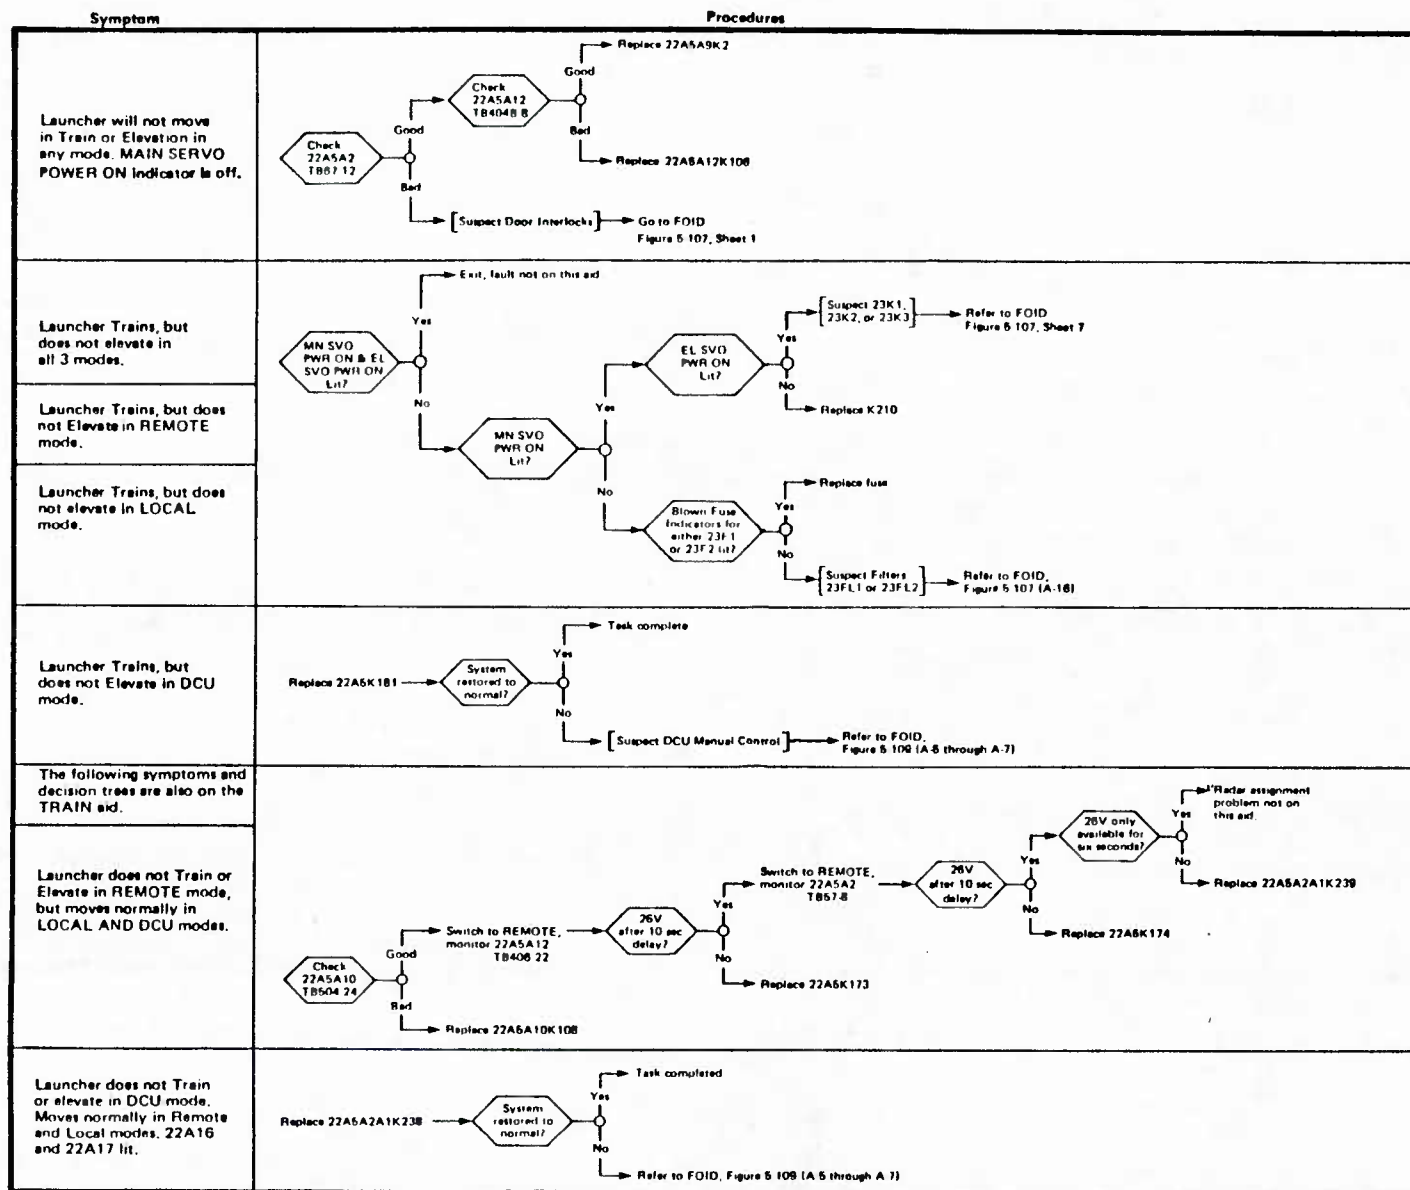 Symptom
Procedures
Launcher will not move
in Train or Elevation in
any mode. MAIN SERVO
POWER ON Indicator is off.
Check
22A5A2
TB57-12
Good
Bad
Check
22A5A12
TB404B-8
Good
Bad
Replace 22A5A9K2
Replace 22A5A12K106
[Suspect Door Interlocks]
Go to FOID
Figure 5-107, Sheet 1
Launcher Trains, but
does not elevate in
all 3 modes.
Launcher Trains, but does
not Elevate in REMOTE
mode.
Launcher Trains, but does
not elevate in LOCAL
mode.
MN SVO
PWR ON & EL
SVO PWR ON
Lit?
Yes
No
Exit, fault not on this aid
MN SVO
PWR ON
Lit?
Yes
No
EL SVO
PWR ON
Lit?
Yes
No
[Suspect 23K1,
23K2, or 23K3]
Refer to FOID
Figure 5-107, Sheet 7
Replace K210
Blown Fuse
Indicators for
either 23F1
or 23F2 lit?
Yes
No
Replace fuse
[Suspect Filters
23FL1 or 23FL2]
Refer to FOID,
Figure 5-107 (A-16)
Launcher Trains, but
does not Elevate in DCU
mode.
Replace 22A5K181
System
restored to
normal?
Yes
No
Task complete
[Suspect DCU Manual Control]
Refer to FOID,
Figure 5-109 (A-5 through A-7)
The following symptoms and
decision trees are also on the
TRAIN aid.
Launcher does not Train or
Elevate in REMOTE mode,
but moves normally in
LOCAL AND DCU modes.
Check
22A5A10
TB504-24
Good
Bad
Switch to REMOTE,
monitor 22A5A12
TB406-22
Replace 22A5A10K108
26V
after 10 sec
delay?
Yes
No
Switch to REMOTE,
monitor 22A5A2
TB57-8
Replace 22A5K173
26V
after 10 sec
delay?
Yes
No
26V only
available for
six seconds?
Yes
No
Radar assignment
problem not on
this aid.
Replace 22A5A2A1K239
Replace 22A5K174
Launcher does not Train
or elevate in DCU mode.
Moves normally in Remote
and Local modes. 22A16
and 22A17 lit.
Replace 22A5A2A1K238
System
restored to
normal?
Yes
No
Task completed
Refer to FOID, Figure 5-109 (A-5 through A-7)